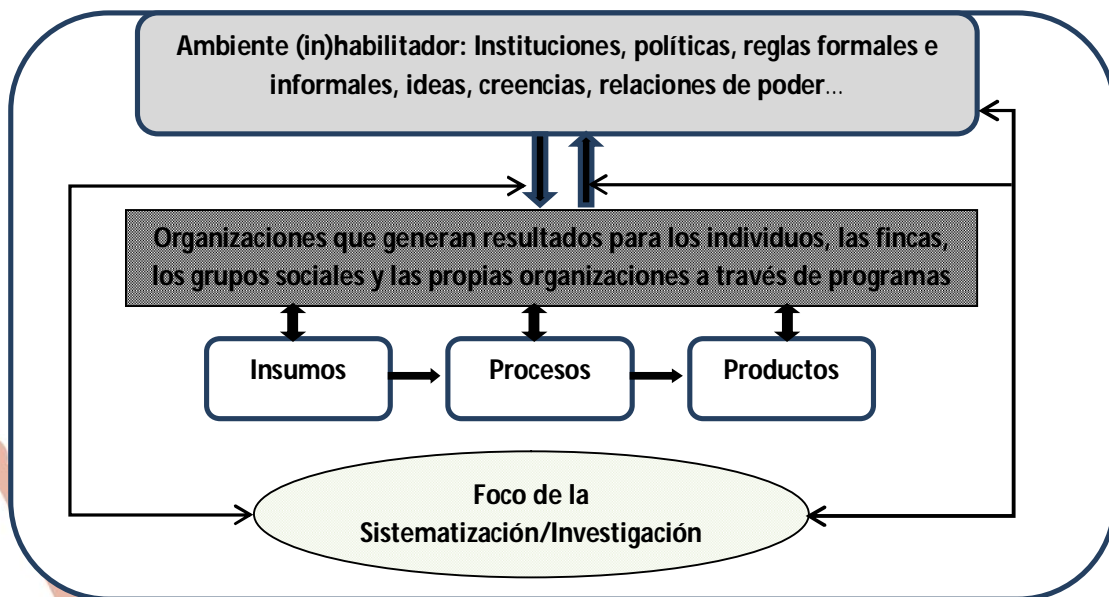 Ambiente (in)habilitador: Instituciones, políticas, reglas formales e
informales, ideas, creencias, relaciones de poder...
Organizaciones que generan resultados para los individuos, las fincas,
los grupos sociales y las propias organizaciones a través de programas
Insumos
Procesos
Productos
Foco de la
Sistematización/Investigación